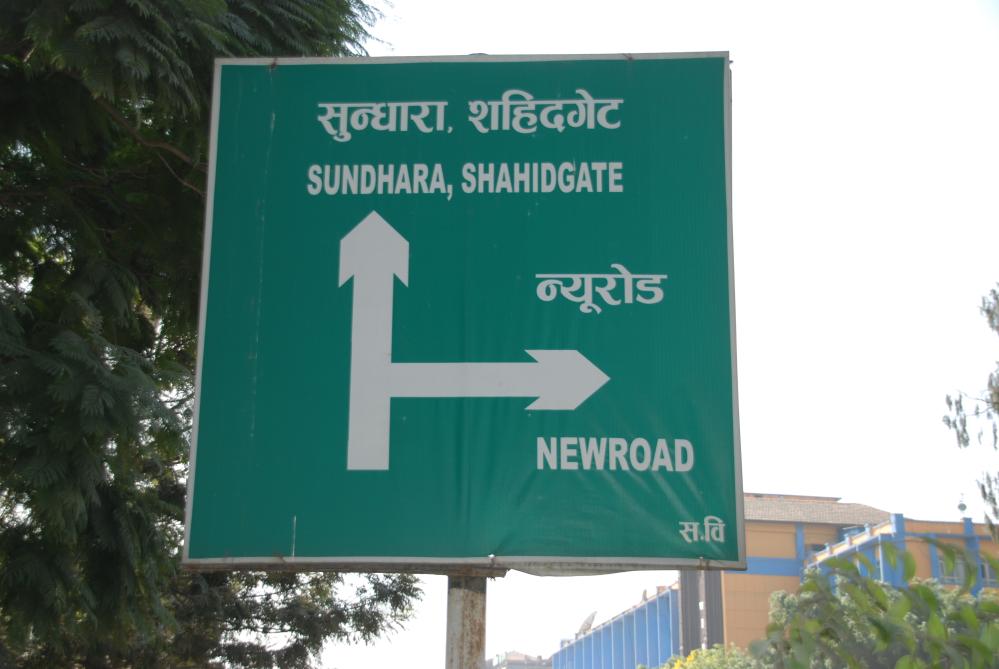 सुन्धारा, शहिदगेट
SUNDHARA, SHAHIDGATE
न्यूरोड
NEWROAD
स.वि